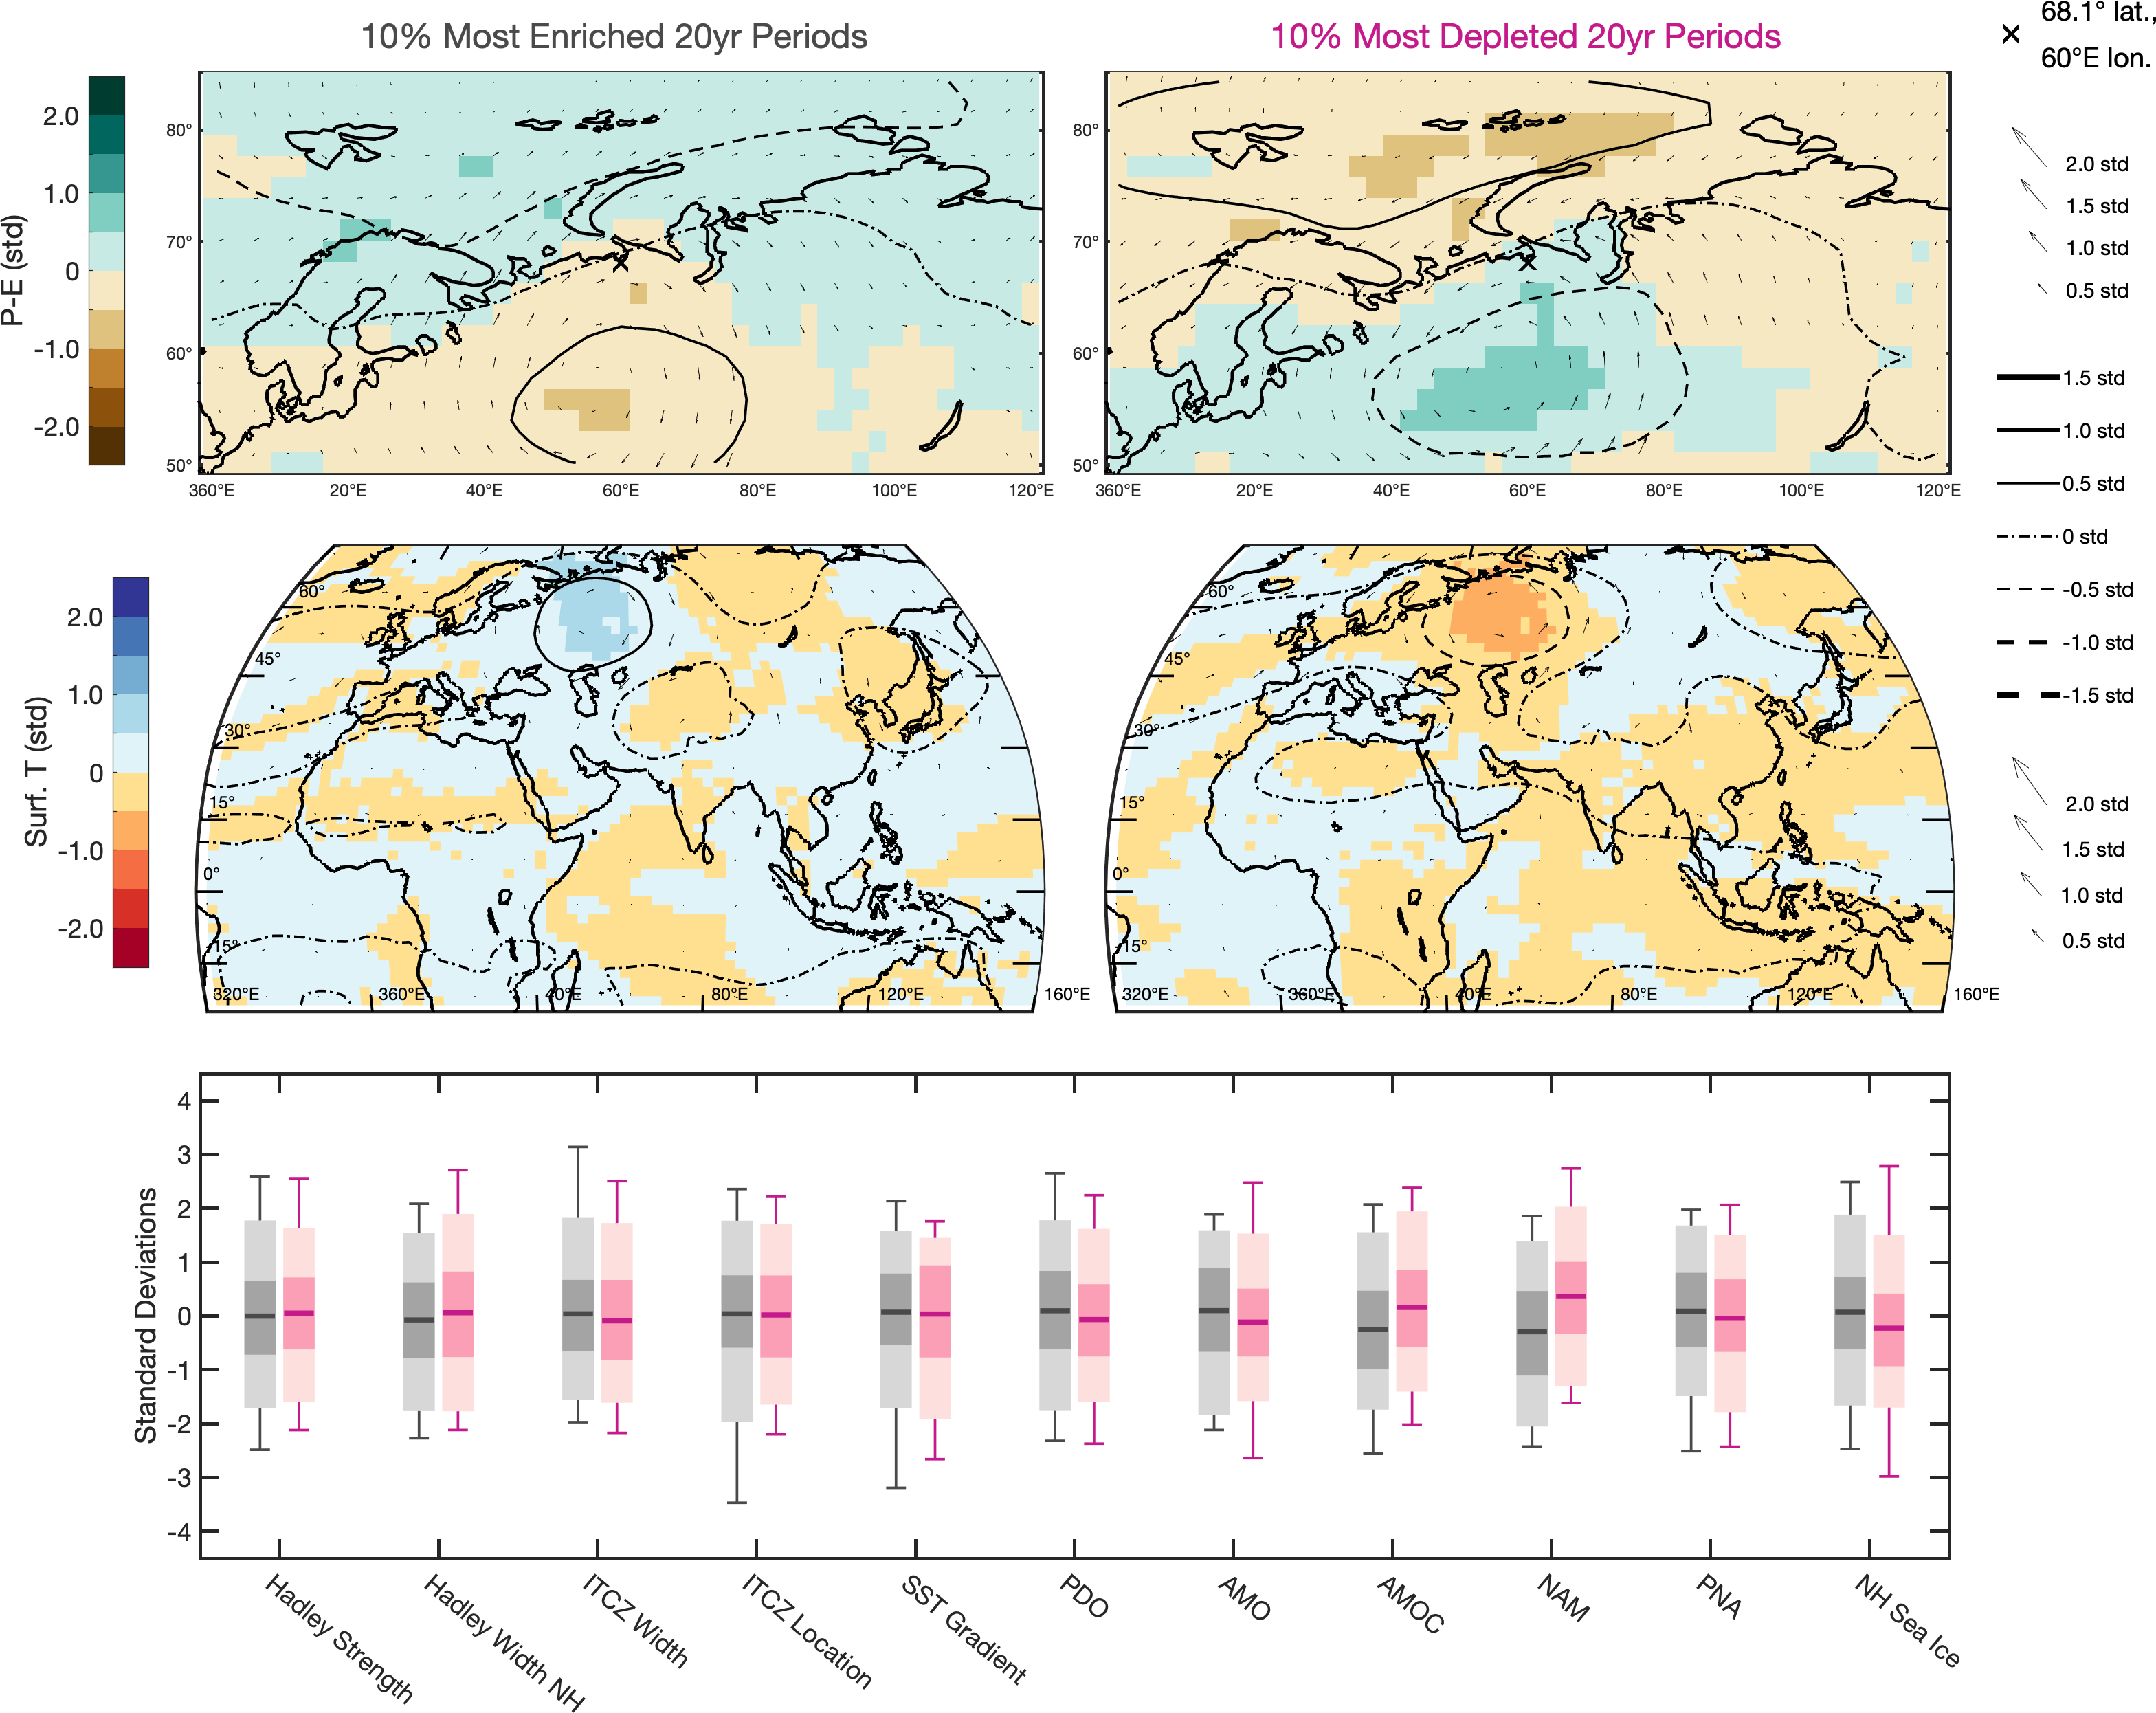 10% Most Enriched 20yr Periods
10% Most Depleted 20yr Periods
68.1° lat.,
60°E lon.
P-E (std)
2.0
1.0
0
-1.0
-2.0
80°
70°
60°
50°
360°E 20°E 40°E 60°E 80°E 100°E 120°E
80°
70°
60°
50°
360°E 20°E 40°E 60°E 80°E 100°E 120°E
2.0 std
1.5 std
1.0 std
0.5 std
1.5 std
1.0 std
0.5 std
0 std
-0.5 std
-1.0 std
-1.5 std
Surf. T (std)
2.0
1.0
0
-1.0
-2.0
60°
45°
30°
15°
0°
-15°
320°E 360°E 40°E 80°E 120°E 160°E
60°
45°
30°
15°
0°
-15°
320°E 360°E 40°E 80°E 120°E 160°E
2.0 std
1.5 std
1.0 std
0.5 std
Standard Deviations
4
3
2
1
0
-1
-2
-3
-4
Hadley Strength
Hadley Width NH
ITCZ Width
ITCZ Location
SST Gradient
PDO
AMO
AMOC
NAM
PNA
NH Sea Ice